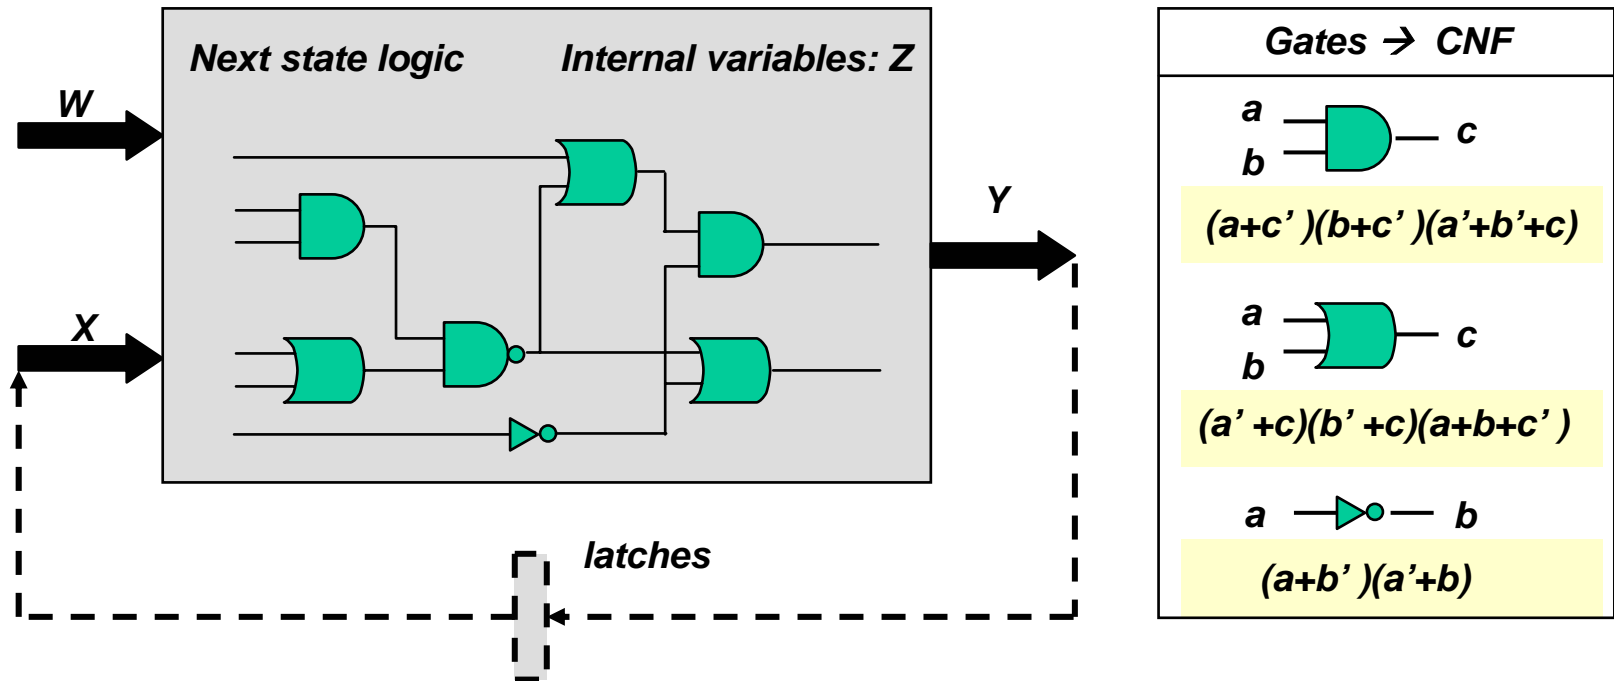 Next state logic
Internal variables: Z
W
X
Y
latches
Gates → CNF
a
b
c
(a+c’ )(b+c’ )(a’+b’+c)
a
b
c
(a’ +c)(b’ +c)(a+b+c’ )
a
b
(a+b’ )(a’+b)